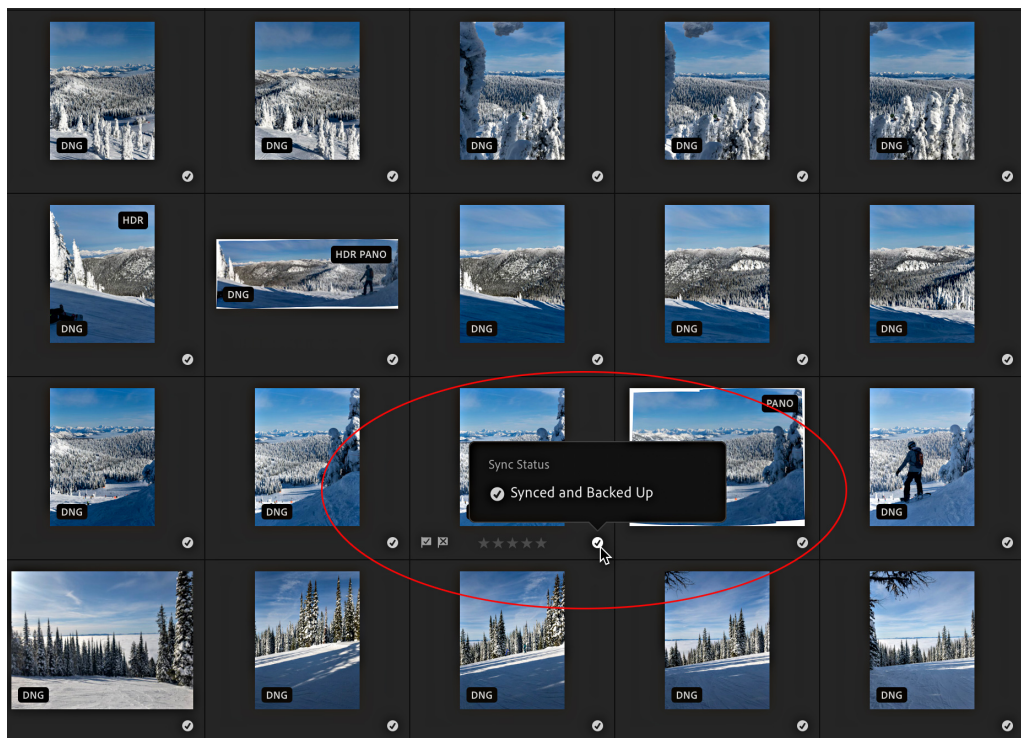 DNG
DNG
DNG
DNG
DNG
HDR
DNG
HDR PANO
DNG
DNG
DNG
DNG
DNG
DNG
PANO
DNG
Sync Status
Synced and Backed Up
DNG
DNG
DNG
DNG
DNG